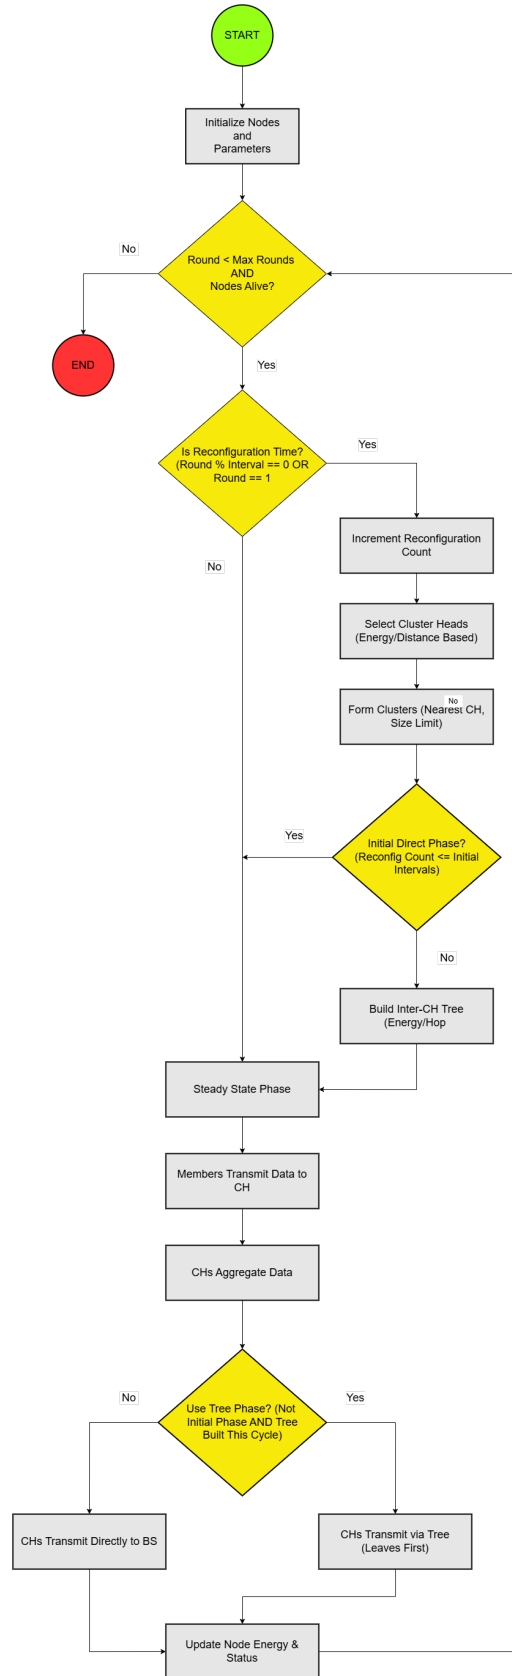 START
Initialize Nodes
and
Parameters
No
Round < Max Rounds
AND
Nodes Alive?
END
Yes
Is Reconfiguration Time?
(Round % Interval == 0 OR
Round == 1
Yes
Increment Reconfiguration
Count
No
Select Cluster Heads
(Energy/Distance Based)
No
Form Clusters (Nearest CH,
Size Limit)
Yes
Initial Direct Phase?
(Reconfig Count <= Initial
Intervals)
No
Build Inter-CH Tree
(Energy/Hop
Steady State Phase
Members Transmit Data to
CH
CHs Aggregate Data
No
Yes
Use Tree Phase? (Not
Initial Phase AND Tree
Built This Cycle)
CHs Transmit Directly to BS
CHs Transmit via Tree
(Leaves First)
Update Node Energy &
Status